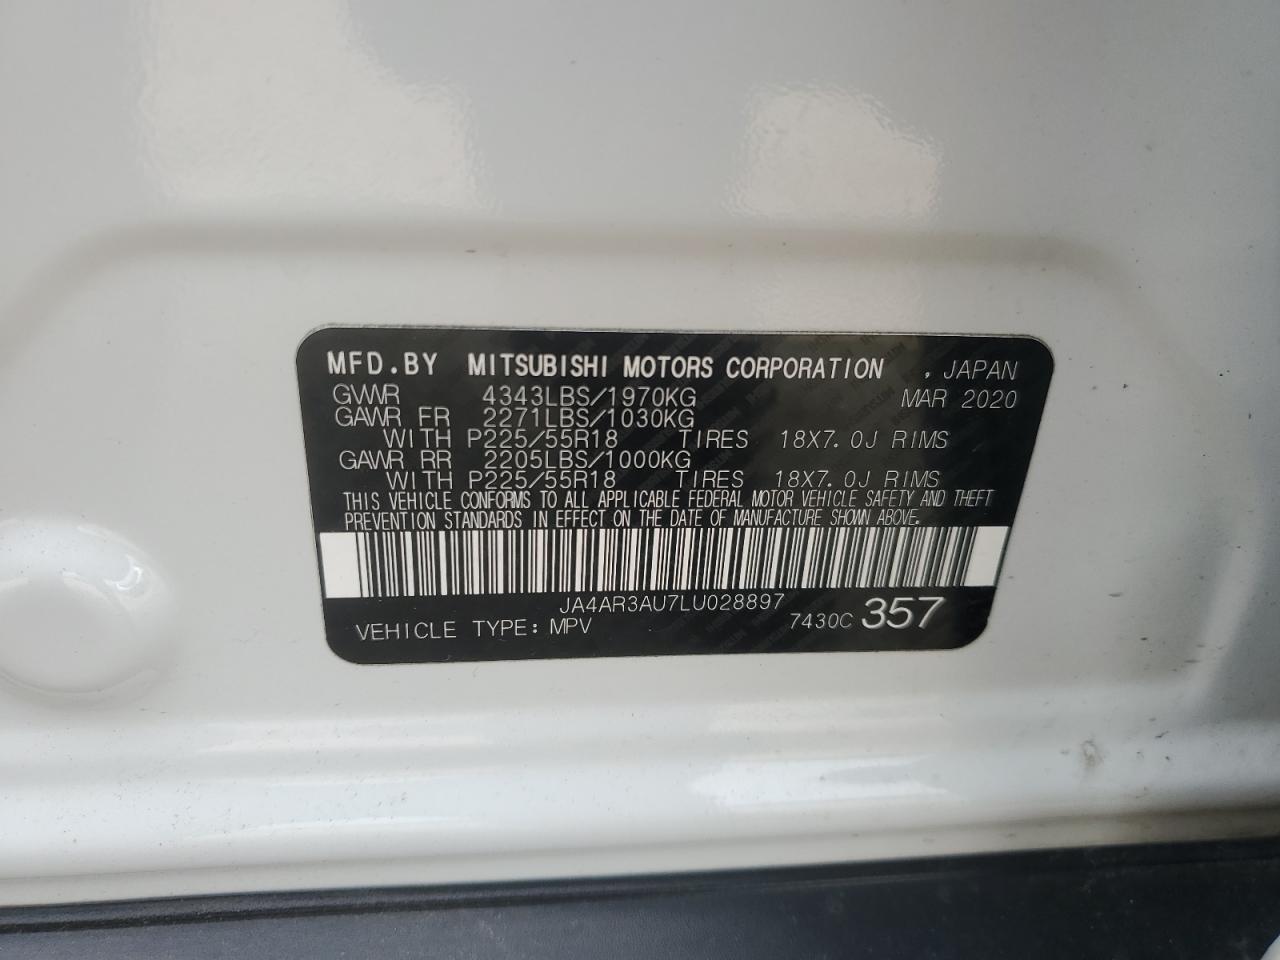 MFD.BY MITSUBISHI MOTORS CORPORATION , JAPAN
GVWR 4343LBS/1970KG MAR 2020
GAWR FR 2271LBS/1030KG
WITH P225/55R18 TIRES 18X7.0J RIMS
GAWR RR 2205LBS/1000KG
WITH P225/55R18 TIRES 18X7.0J RIMS
THIS VEHICLE CONFORMS TO ALL APPLICABLE FEDERAL MOTOR VEHICLE SAFETY AND THEFT
PREVENTION STANDARDS IN EFFECT ON THE DATE OF MANUFACTURE SHOWN ABOVE.
JA4AR3AU7LU028897
VEHICLE TYPE: MPV 7430C 357